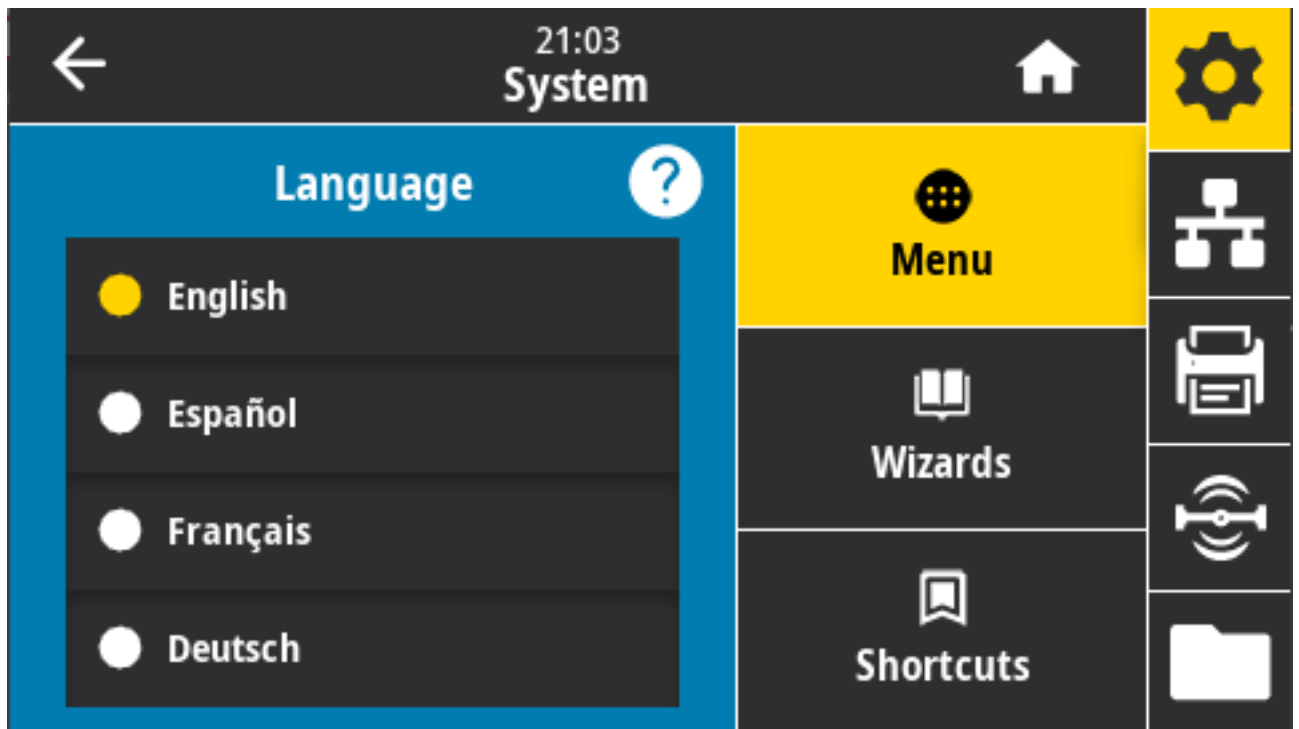 21:03
System
Language
?
English
Español
Français
Deutsch
Menu
Wizards
Shortcuts